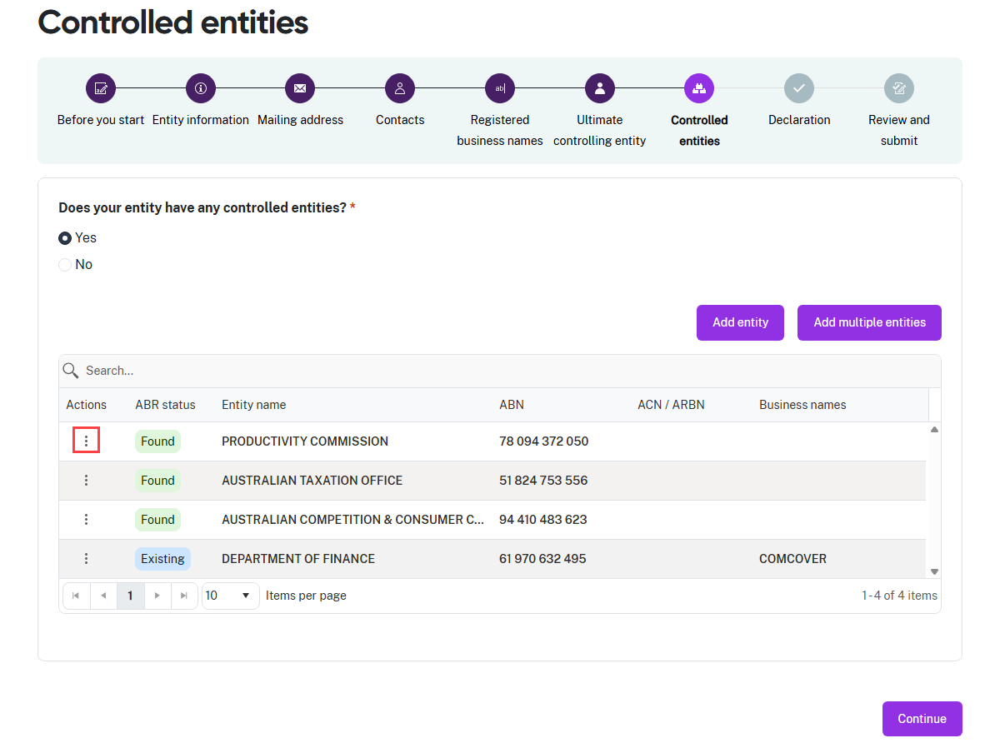 Controlled entities
ab|
Before you start Entity information Mailing address Contacts Registered business names Ultimate controlling entity Controlled entities Declaration Review and submit
Does your entity have any controlled entities? *
Yes
No
Add entity Add multiple entities
Search...
Actions ABR status Entity name ABN ACN / ARBN Business names
Found PRODUCTIVITY COMMISSION 78 094 372 050
Found AUSTRALIAN TAXATION OFFICE 51 824 753 556
Found AUSTRALIAN COMPETITION & CONSUMER C... 94 410 483 623
Existing DEPARTMENT OF FINANCE 61 970 632 495 COMCOVER
1 10 Items per page 1 - 4 of 4 items
Continue